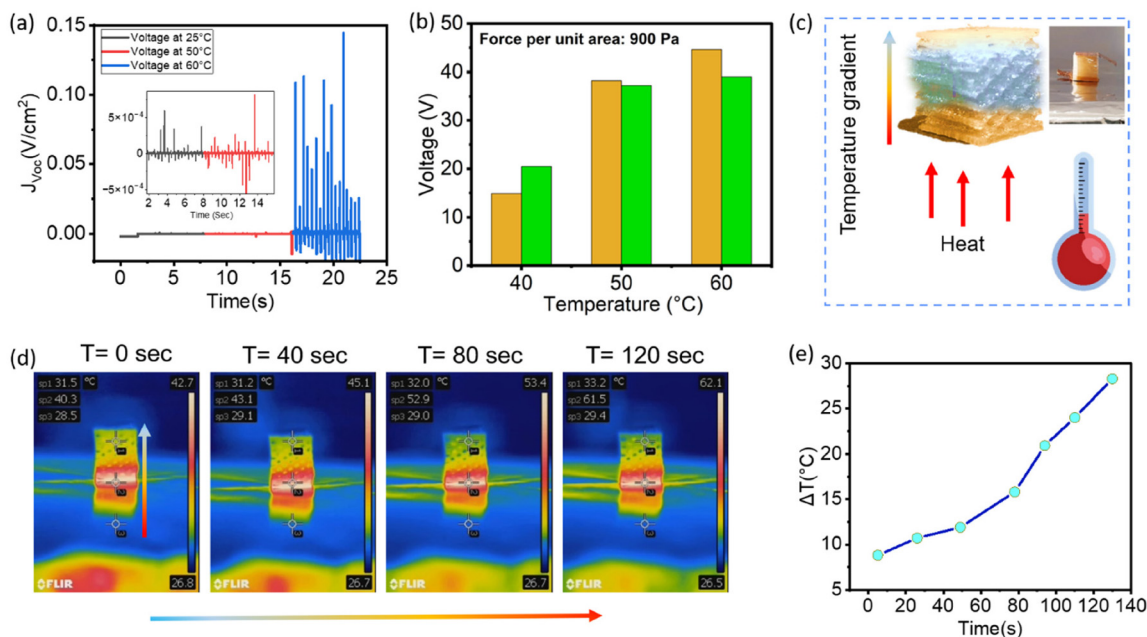 (a)
0.15
0.10
0.05
0.00
J_Voc(V/cm²)
Voltage at 25°C
Voltage at 50°C
Voltage at 60°C
5×10⁻⁴
0
−5×10⁻⁴
2 4 6 8 10 12 14
Time (Sec)
0 5 10 15 20 25
Time(s)
(b)
Force per unit area: 900 Pa
50
45
40
35
30
25
20
15
10
5
0
Voltage (V)
40 50 60
Temperature (°C)
(c)
Temperature gradient
Heat
(d)
T= 0 sec
T= 40 sec
T= 80 sec
T= 120 sec
sp1 31.5 °C
sp2 40.3
sp3 28.5
42.7
26.8
FLIR
sp1 31.2 °C
sp2 43.1
sp3 29.1
45.1
26.7
FLIR
sp1 32.0 °C
sp2 52.9
sp3 29.0
53.4
26.7
FLIR
sp1 33.2 °C
sp2 61.5
sp3 29.4
62.1
26.5
FLIR
(e)
30
25
20
15
10
5
0
ΔT(°C)
0 20 40 60 80 100 120 140
Time(s)